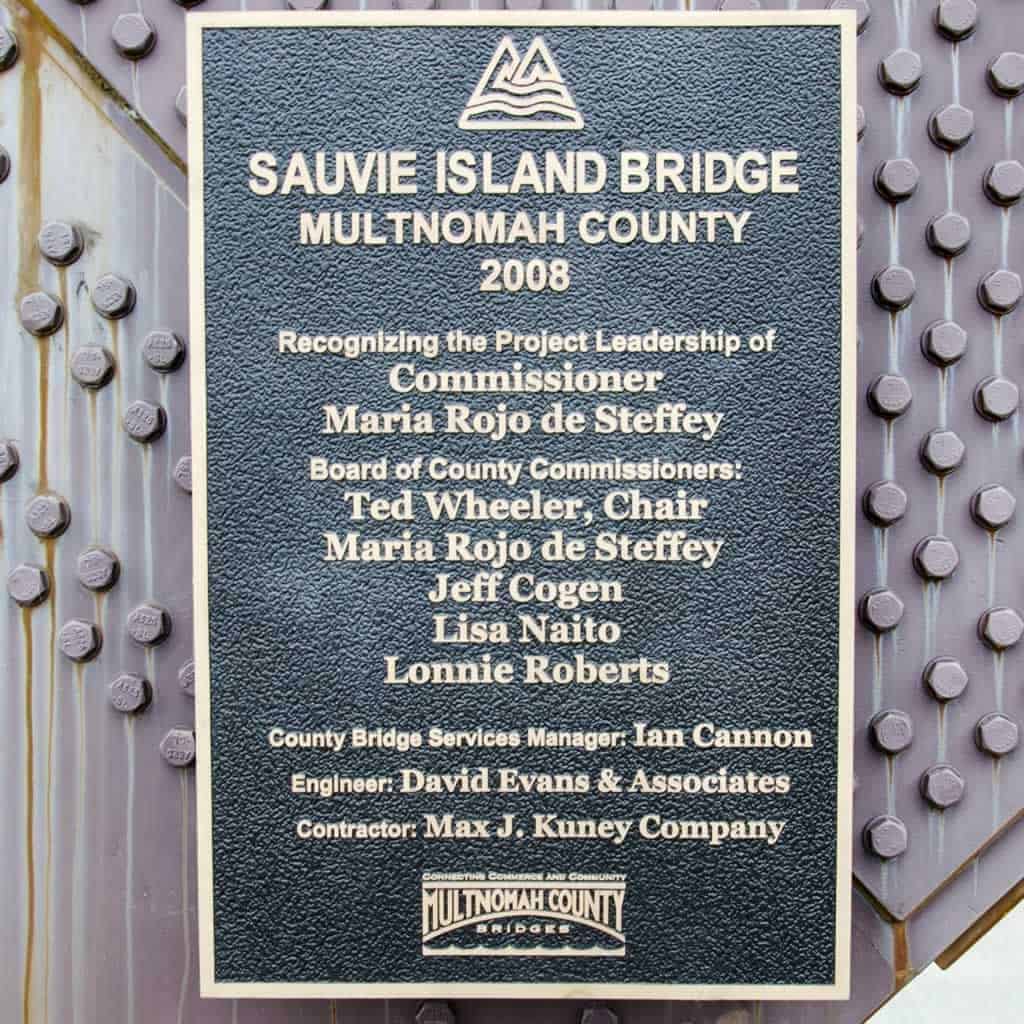 SAUVIE ISLAND BRIDGE
MULTNOMAH COUNTY
2008
Recognizing the Project Leadership of
Commissioner
Maria Rojo de Steffey
Board of County Commissioners:
Ted Wheeler, Chair
Maria Rojo de Steffey
Jeff Cogen
Lisa Naito
Lonnie Roberts
County Bridge Services Manager: Ian Cannon
Engineer: David Evans & Associates
Contractor: Max J. Kuney Company
CONNECTING COMMERCE AND COMMUNITY
MULTNOMAH COUNTY
BRIDGES